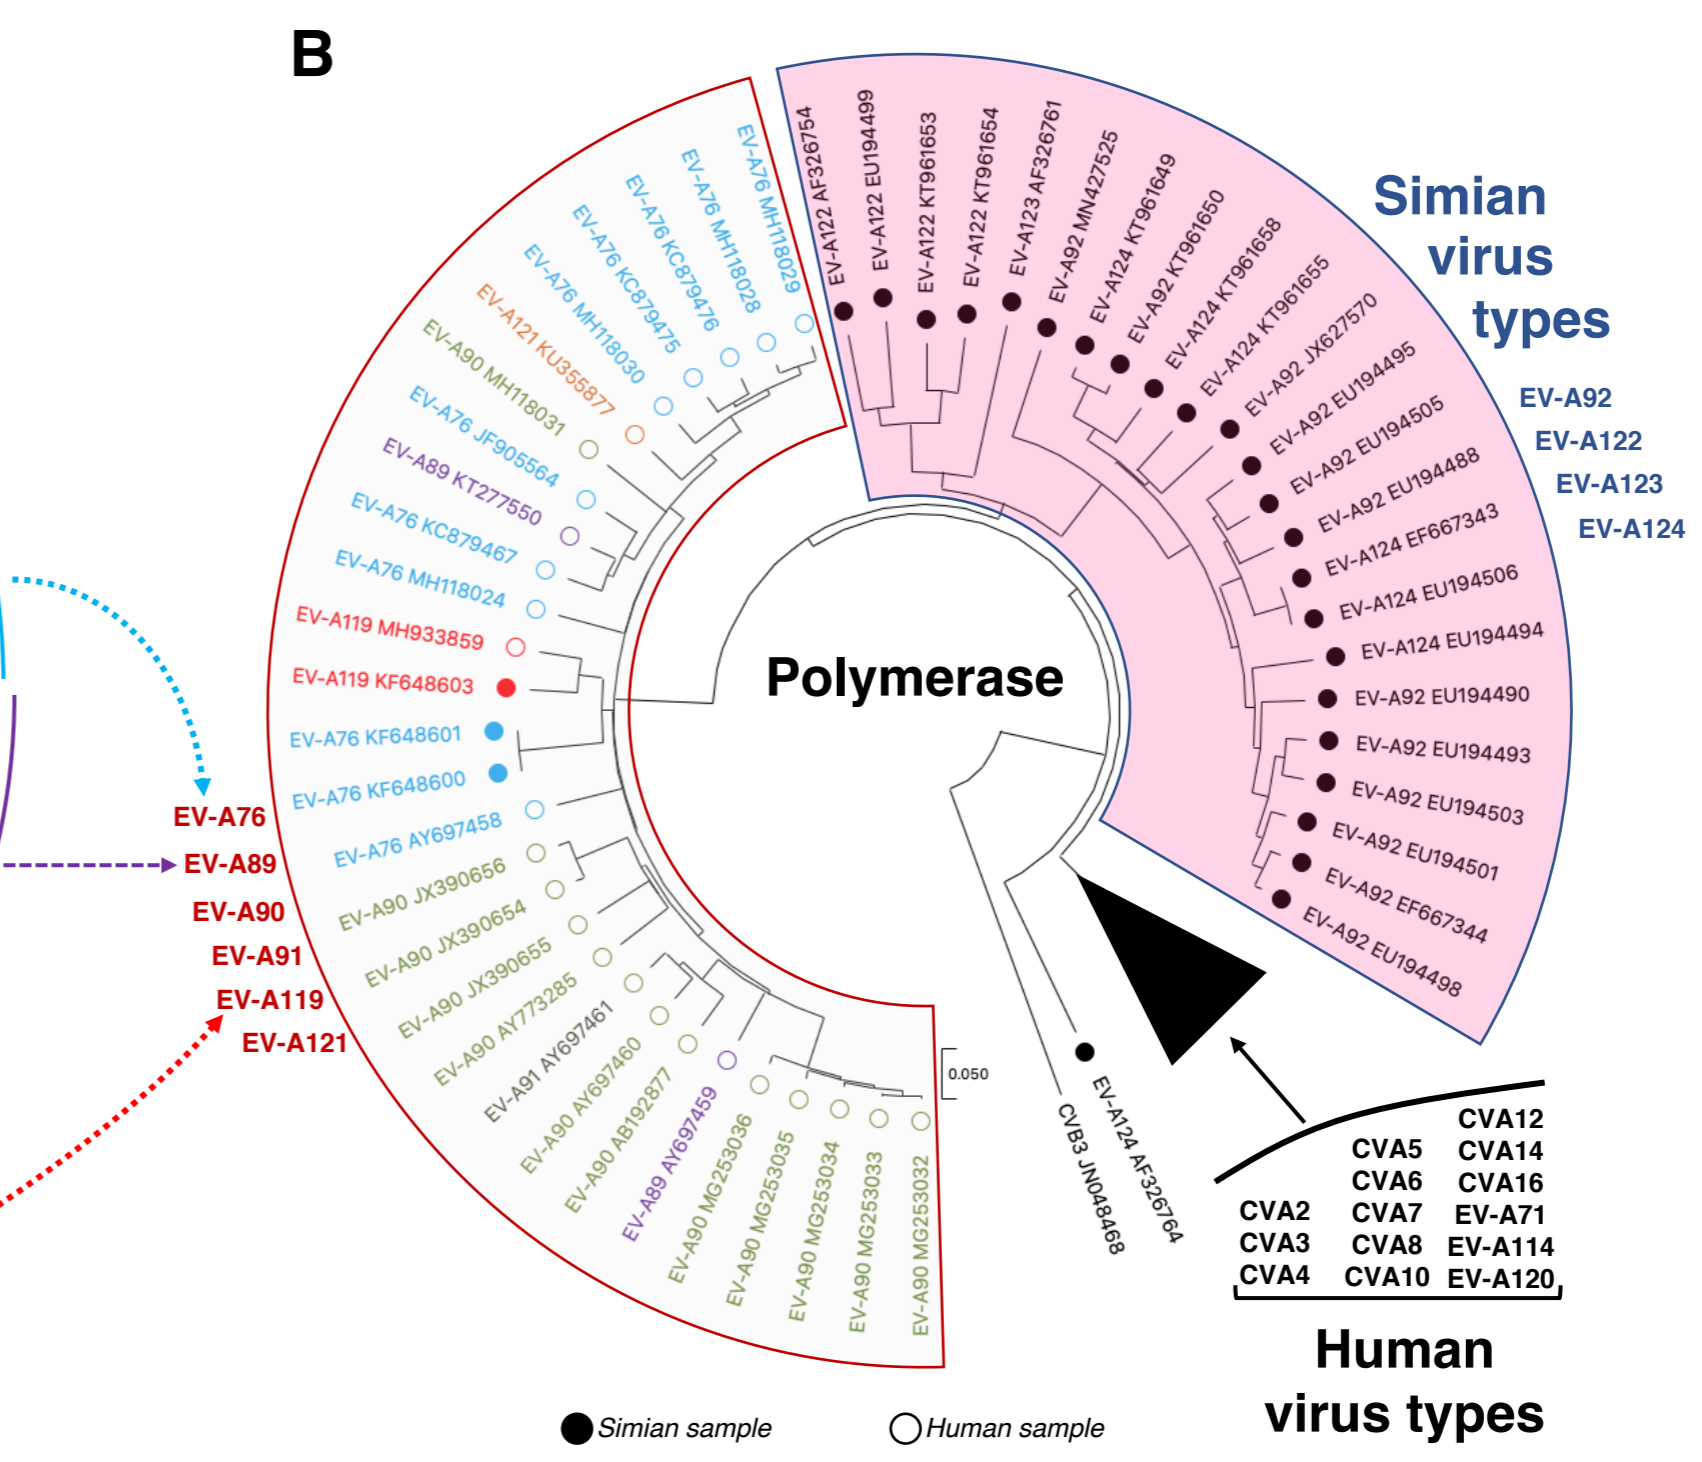 B
EV-A76 MH118029
EV-A76 MH118028
EV-A76 KC879476
EV-A76 KC879475
EV-A76 MH118030
EV-A121 KU355877
EV-A90 MH118031
EV-A76 JF905564
EV-A89 KT277550
EV-A76 KC879467
EV-A76 MH118024
EV-A119 MH933859
EV-A119 KF648603
EV-A76 KF648601
EV-A76 KF648600
EV-A76 AY697458
EV-A90 JX390656
EV-A90 JX390654
EV-A90 JX390655
EV-A90 AY773285
EV-A91 AY697461
EV-A90 AY697460
EV-A90 AB192877
EV-A89 AY697459
EV-A90 MG253036
EV-A90 MG253035
EV-A90 MG253034
EV-A90 MG253033
EV-A90 MG253032
EV-A122 AF326754
EV-A122 EU194499
EV-A122 KT961653
EV-A122 KT961654
EV-A123 AF326761
EV-A92 MN427525
EV-A124 KT961649
EV-A92 KT961650
EV-A124 KT961658
EV-A124 KT961655
EV-A92 JX627570
EV-A92 EU194495
EV-A92 EU194505
EV-A92 EU194488
EV-A124 EF667343
EV-A124 EU194506
EV-A124 EU194494
EV-A92 EU194490
EV-A92 EU194493
EV-A92 EU194503
EV-A92 EU194501
EV-A92 EF667344
EV-A92 EU194498
Simian
virus
types
EV-A92
EV-A122
EV-A123
EV-A124
Polymerase
EV-A76
EV-A89
EV-A90
EV-A91
EV-A119
EV-A121
0.050
EV-A124 AF326764
CVB3 JN048468
CVA2
CVA3
CVA4
CVA5
CVA6
CVA7
CVA8
CVA10
CVA12
CVA14
CVA16
EV-A71
EV-A114
EV-A120
Human
virus types
Simian sample
Human sample